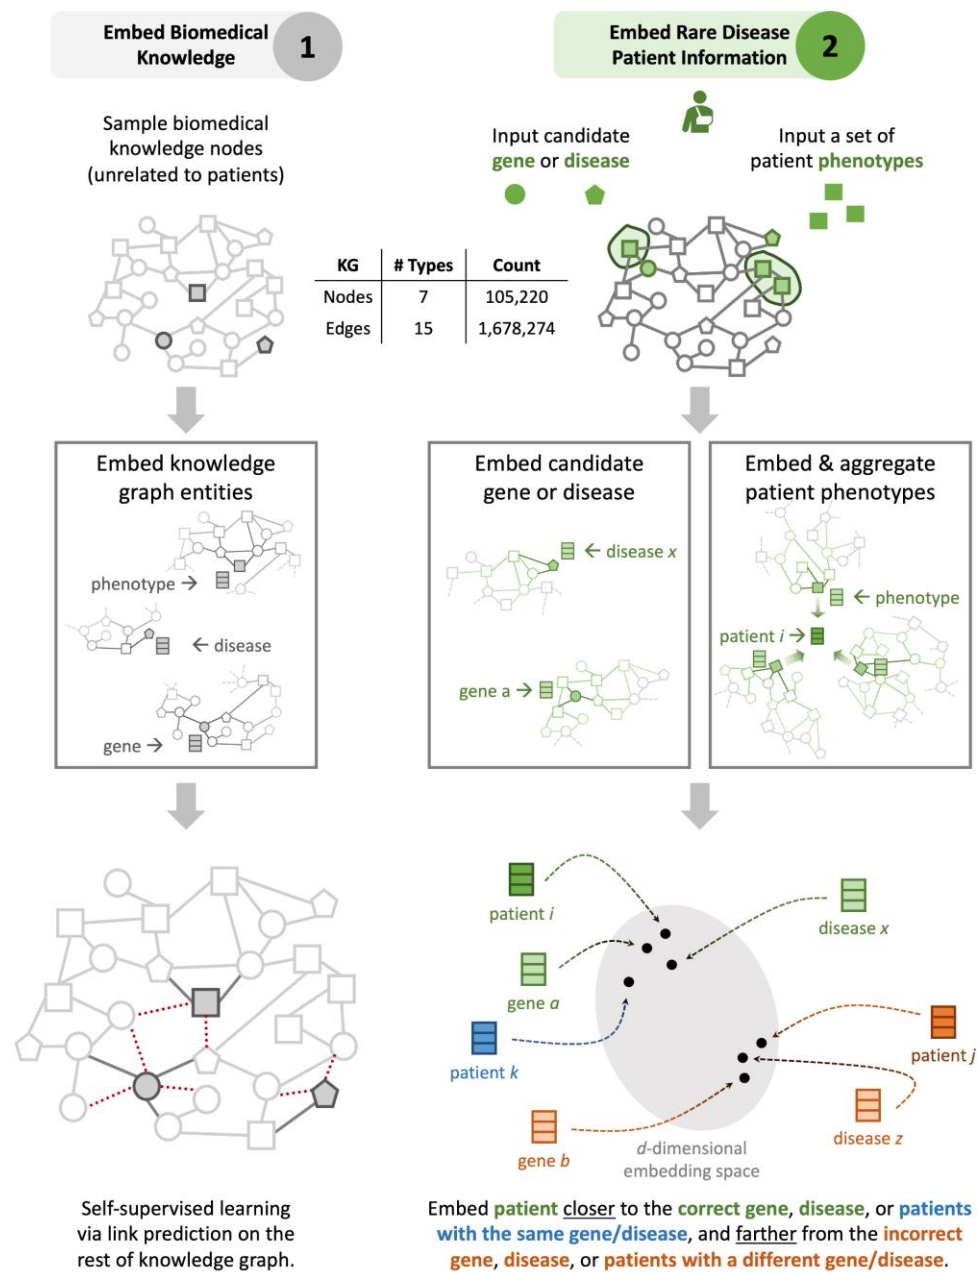 Embed Biomedical
Knowledge
1
Embed Rare Disease
Patient Information
2
Sample biomedical
knowledge nodes
(unrelated to patients)
Input candidate
gene or disease
Input a set of
patient phenotypes
KG # Types Count
Nodes 7 105,220
Edges 15 1,678,274
Embed knowledge
graph entities
phenotype →
← disease
gene →
Embed candidate
gene or disease
← disease x
gene a →
Embed & aggregate
patient phenotypes
← phenotype
patient i →
patient i
disease x
gene a
patient k
patient j
disease z
gene b
d-dimensional
embedding space
Self-supervised learning
via link prediction on the
rest of knowledge graph.
Embed patient closer to the correct gene, disease, or patients
with the same gene/disease, and farther from the incorrect
gene, disease, or patients with a different gene/disease.